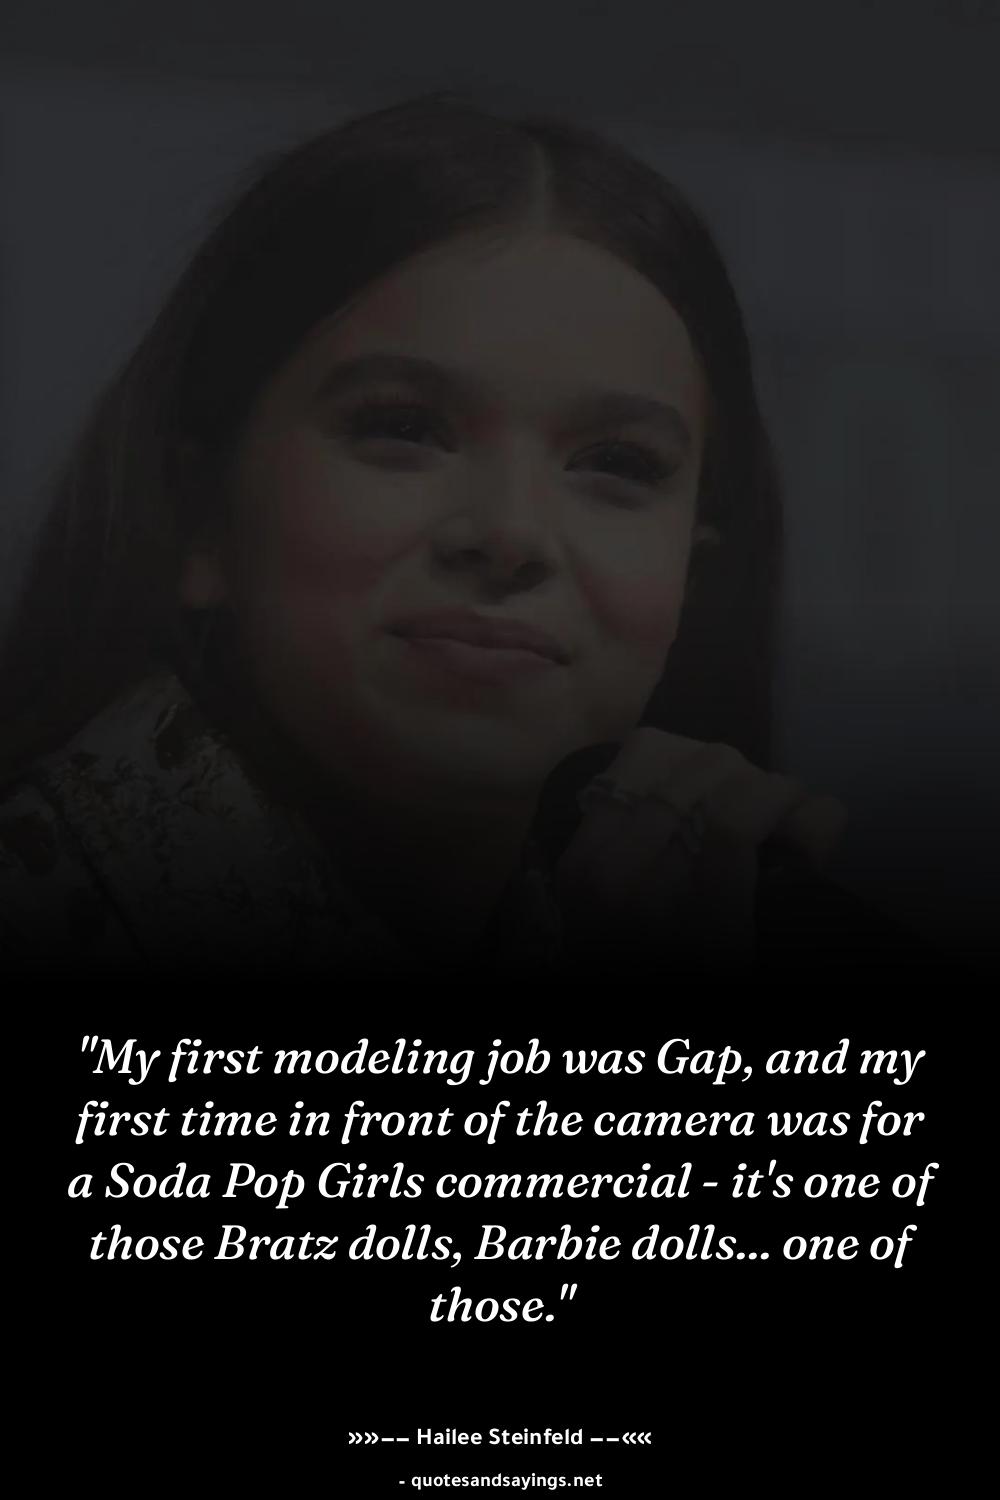 "My first modeling job was Gap, and my
first time in front of the camera was for
a Soda Pop Girls commercial - it's one of
those Bratz dolls, Barbie dolls... one of
those."
»»−− Hailee Steinfeld −−««
- quotesandsayings.net